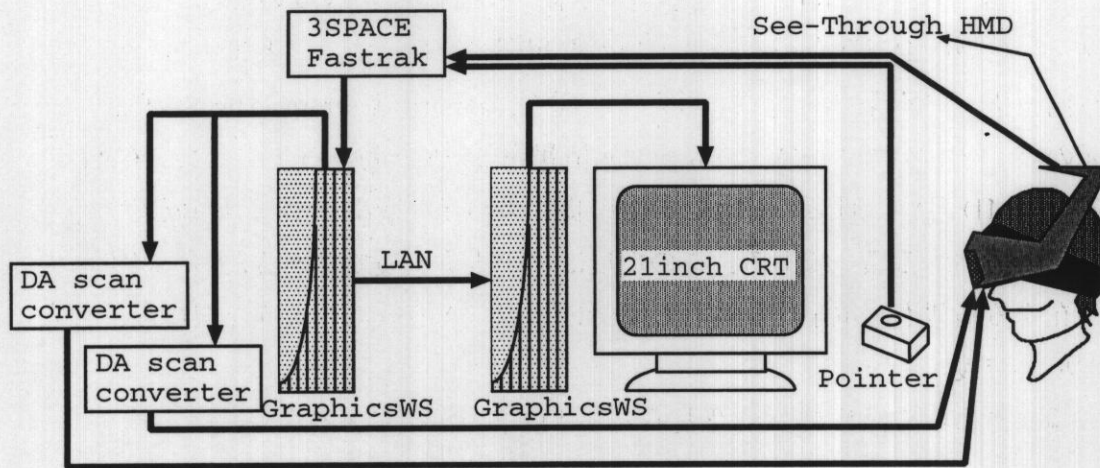 3SPACE
Fastrak
See-Through HMD
LAN
21inch CRT
DA scan
converter
DA scan
converter
Pointer
GraphicsWS
GraphicsWS